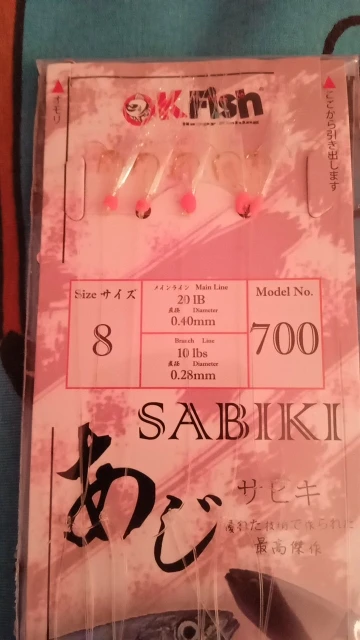 OK Fish
Happy Fishing
オモリ
ここから引き出します
Size サイズ
8
メインライン Main Line
20 lB
直径 Diameter
0.40mm
Branch Line
10 lbs
直径 Diameter
0.28mm
Model No.
700
SABIKI
あじ
サビキ
最高傑作